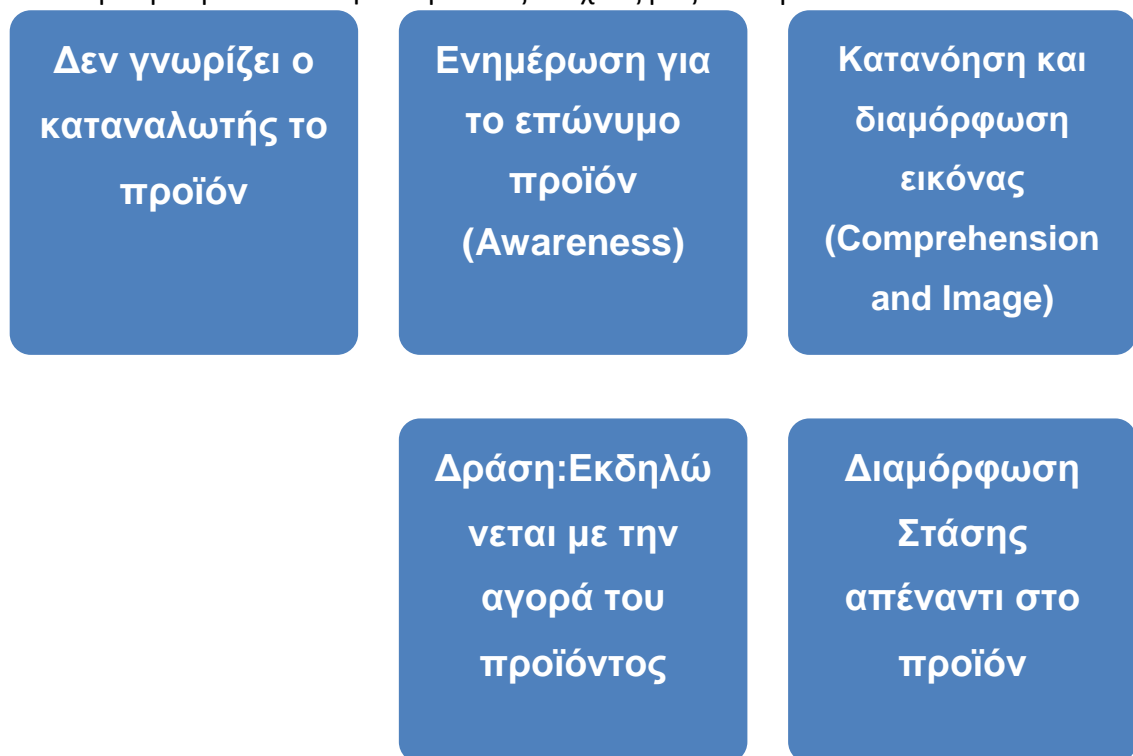 Δεν γνωρίζει ο
καταναλωτής το
προϊόν
Ενημέρωση για
το επώνυμο
προϊόν
(Awareness)
Κατανόηση και
διαμόρφωση
εικόνας
(Comprehension
and Image)
Δράση:Εκδηλώ
νεται με την
αγορά του
προϊόντος
Διαμόρφωση
Στάσης
απέναντι στο
προϊόν